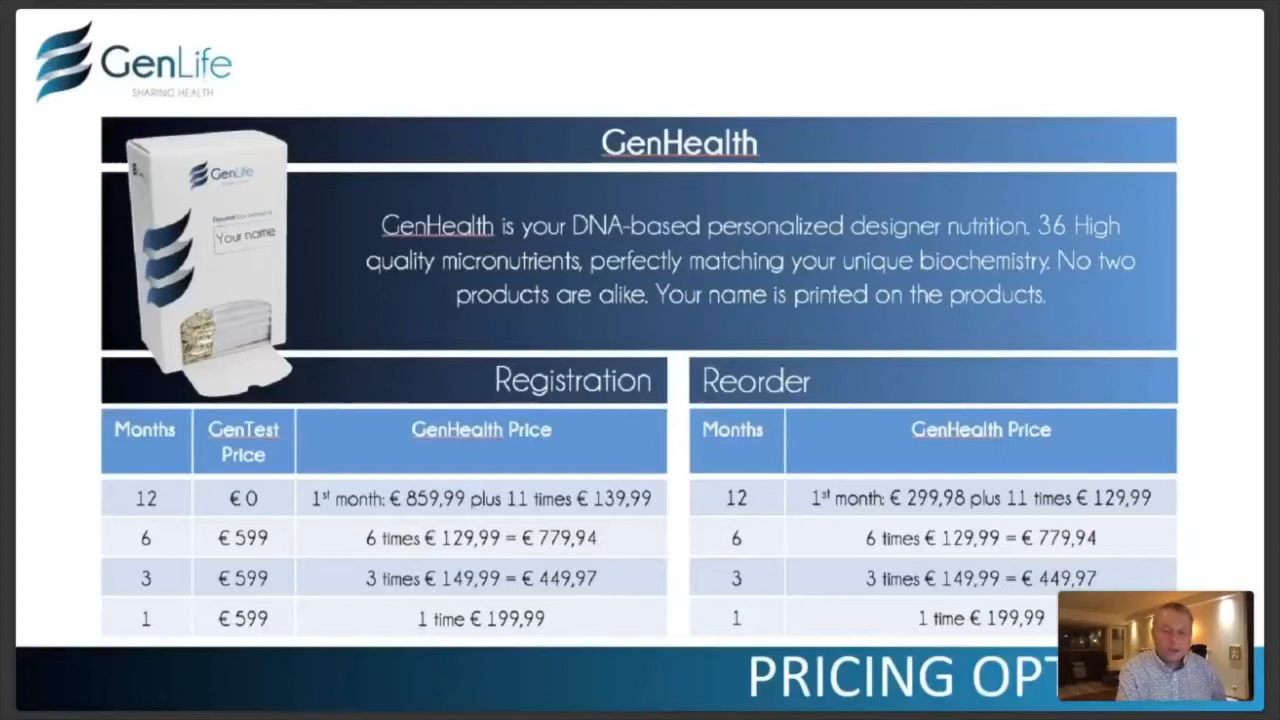 GenLife
SHARING HEALTH
GenHealth
GenLife
Your name
GenHealth is your DNA-based personalized designer nutrition. 36 High
quality micronutrients, perfectly matching your unique biochemistry. No two
products are alike. Your name is printed on the products.
Registration
Reorder
Months GenTest Price GenHealth Price
Months GenHealth Price
12 € 0 1st month: € 859,99 plus 11 times € 139,99
12 1st month: € 299,98 plus 11 times € 129,99
6 € 599 6 times € 129,99 = € 779,94
6 6 times € 129,99 = € 779,94
3 € 599 3 times € 149,99 = € 449,97
3 3 times € 149,99 = € 449,97
1 € 599 1 time € 199,99
1 1 time € 199,99
PRICING